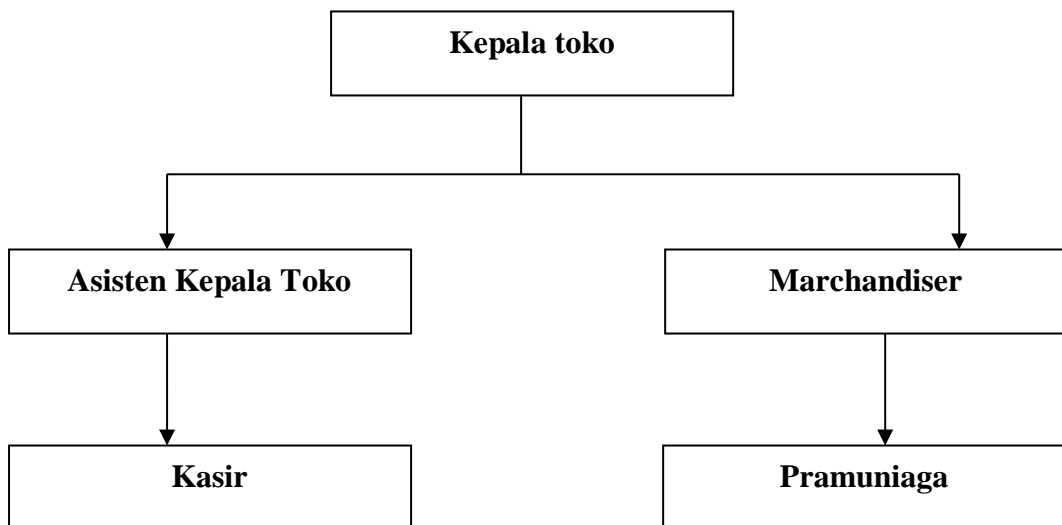 Kepala toko
Asisten Kepala Toko
Marchandiser
Kasir
Pramuniaga